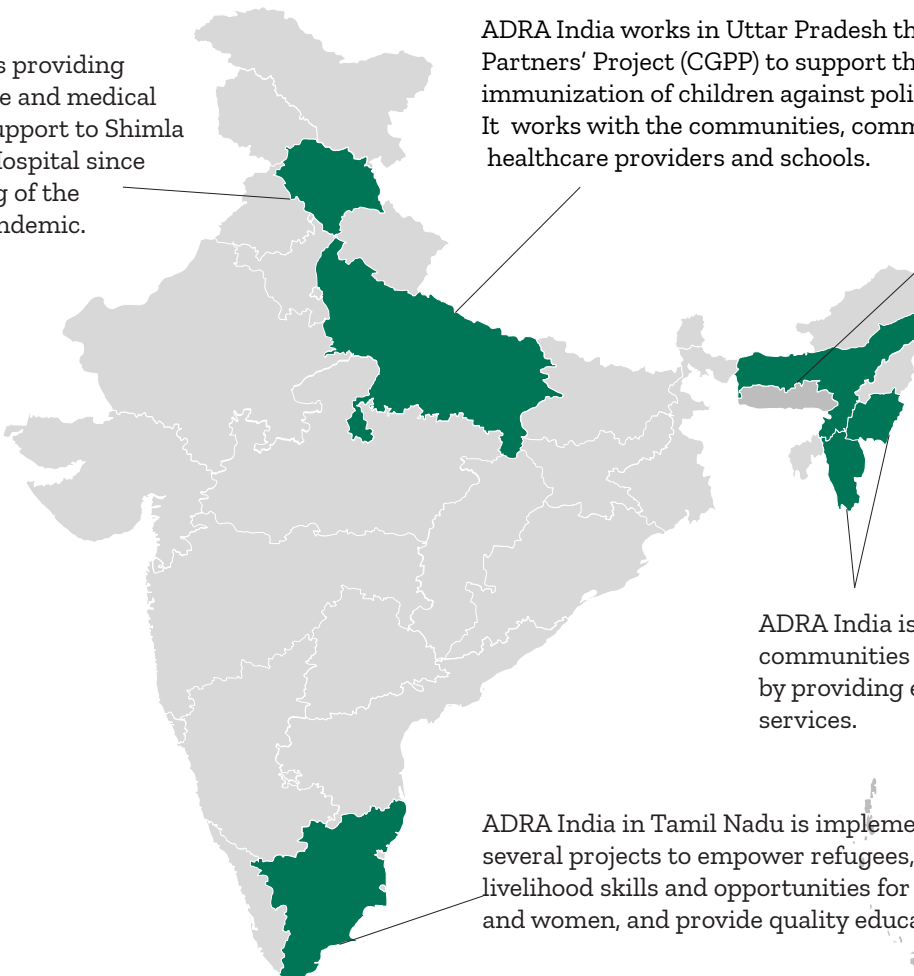 s providing
e and medical
upport to Shimla
Hospital since
g of the
ndemic.
ADRA India works in Uttar Pradesh th
Partners’ Project (CGPP) to support th
immunization of children against poli
It works with the communities, comm
healthcare providers and schools.
ADRA India is
communities
by providing e
services.
ADRA India in Tamil Nadu is impleme
several projects to empower refugees,
livelihood skills and opportunities for
and women, and provide quality educa